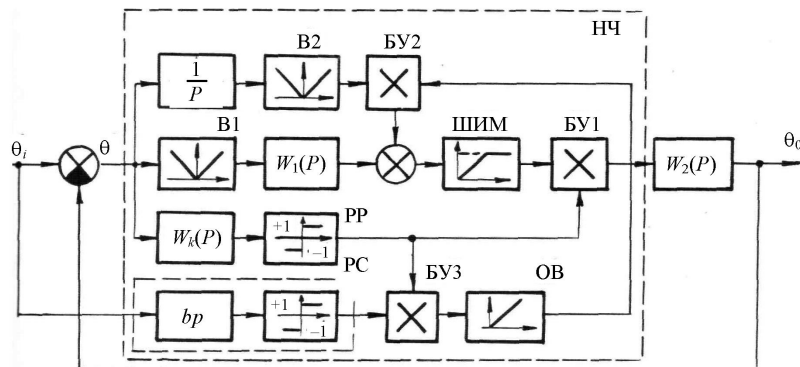 НЧ
В2
БУ2
1
P
θi
θ
В1
W1(P)
ШИМ
БУ1
W2(P)
θ0
Wk(P)
+1
−1
РР
РС
БУ3
ОВ
bp
+1
−1